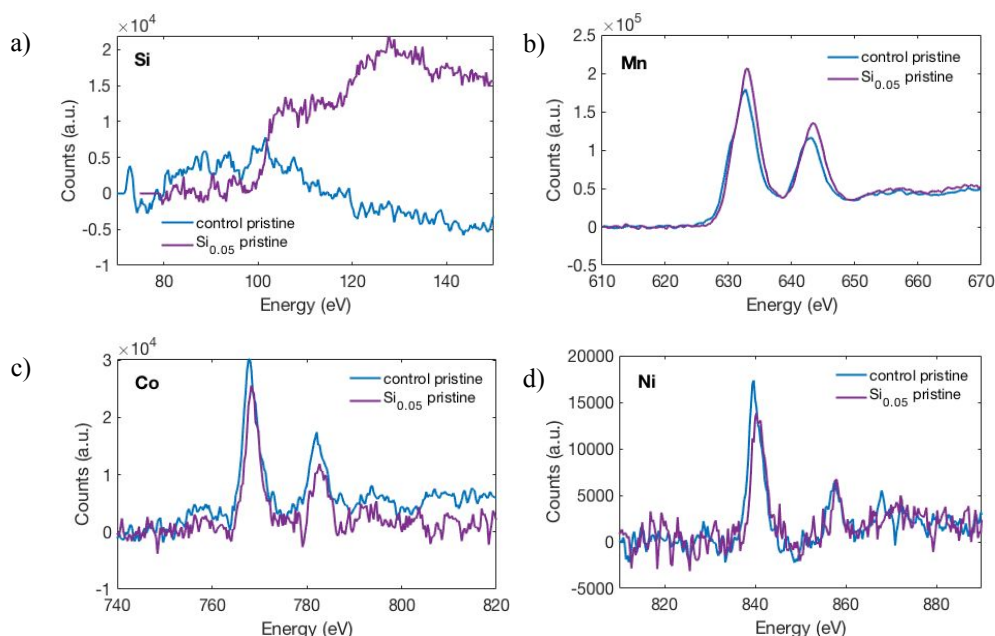 a)
×10⁴
Si
Counts (a.u.)
2
1.5
1
0.5
0
-0.5
-1
control pristine
Si₀.₀₅ pristine
80 100 120 140
Energy (eV)
b)
×10⁵
Mn
Counts (a.u.)
2.5
2
1.5
1
0.5
0
-0.5
control pristine
Si₀.₀₅ pristine
610 620 630 640 650 660 670
Energy (eV)
c)
×10⁴
Co
Counts (a.u.)
3
2
1
0
-1
control pristine
Si₀.₀₅ pristine
740 760 780 800 820
Energy (eV)
d)
Ni
Counts (a.u.)
20000
15000
10000
5000
0
-5000
control pristine
Si₀.₀₅ pristine
820 840 860 880
Energy (eV)